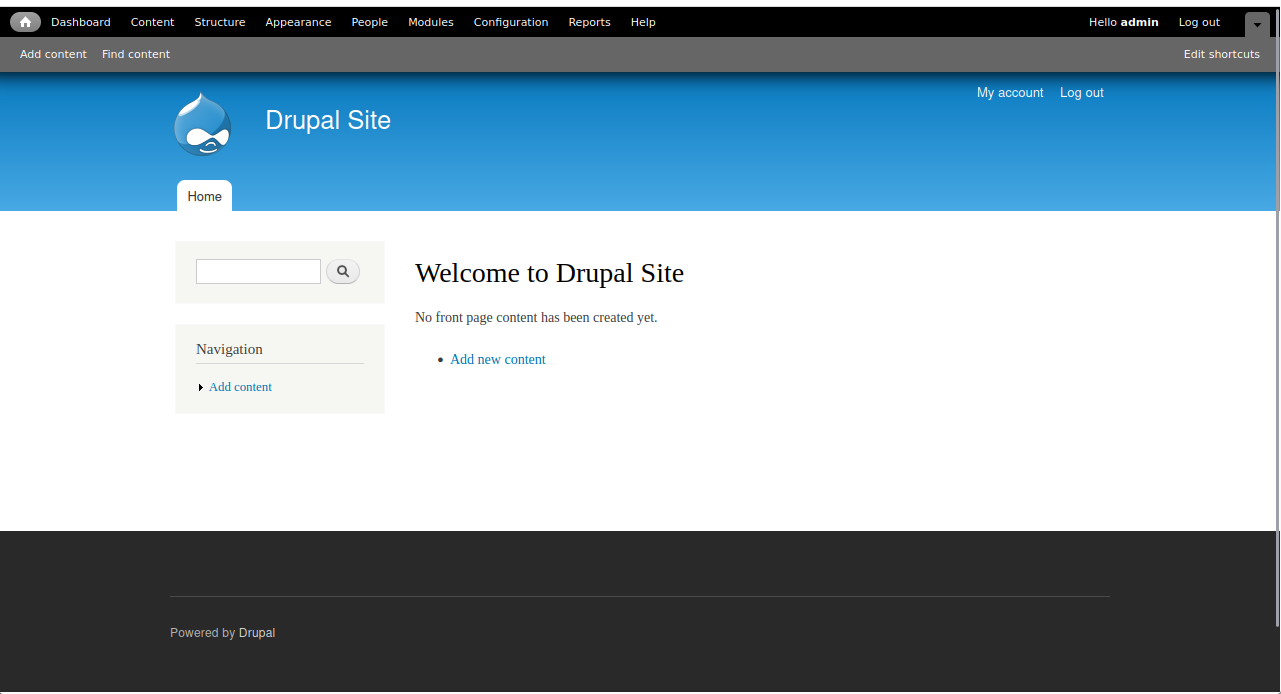 Dashboard Content Structure Appearance People Modules Configuration Reports Help Hello admin Log out
Add content Find content Edit shortcuts
My account Log out
Drupal Site
Home
Welcome to Drupal Site
No front page content has been created yet.
Add new content
Navigation
Add content
Powered by Drupal